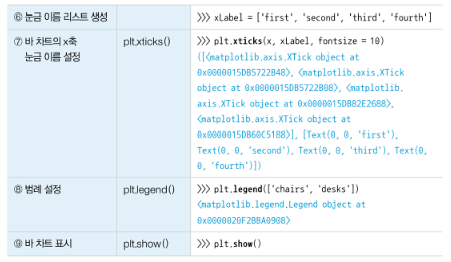 ⑥ 눈금 이름 리스트 생성
>>> xLabel = ['first', 'second', 'third', 'fourth']
⑦ 바 차트의 x축
눈금 이름 설정
plt.xticks()
>>> plt.xticks(x, xLabel, fontsize = 10)
([<matplotlib.axis.XTick object at
0x0000015DB5722B48>, <matplotlib.axis.XTick
object at 0x0000015DB5722B08>, <matplotlib.
axis.XTick object at 0x0000015DB82E2688>,
<matplotlib.axis.XTick object at
0x0000015DB60C5188>], [Text(0, 0, 'first'),
Text(0, 0, 'second'), Text(0, 0, 'third'), Text(0,
0, 'fourth')])
⑧ 범례 설정
plt.legend()
>>> plt.legend(['chairs', 'desks'])
<matplotlib.legend.Legend object at
0x0000020F2BBA0908>
⑨ 바 차트 표시
plt.show()
>>> plt.show()